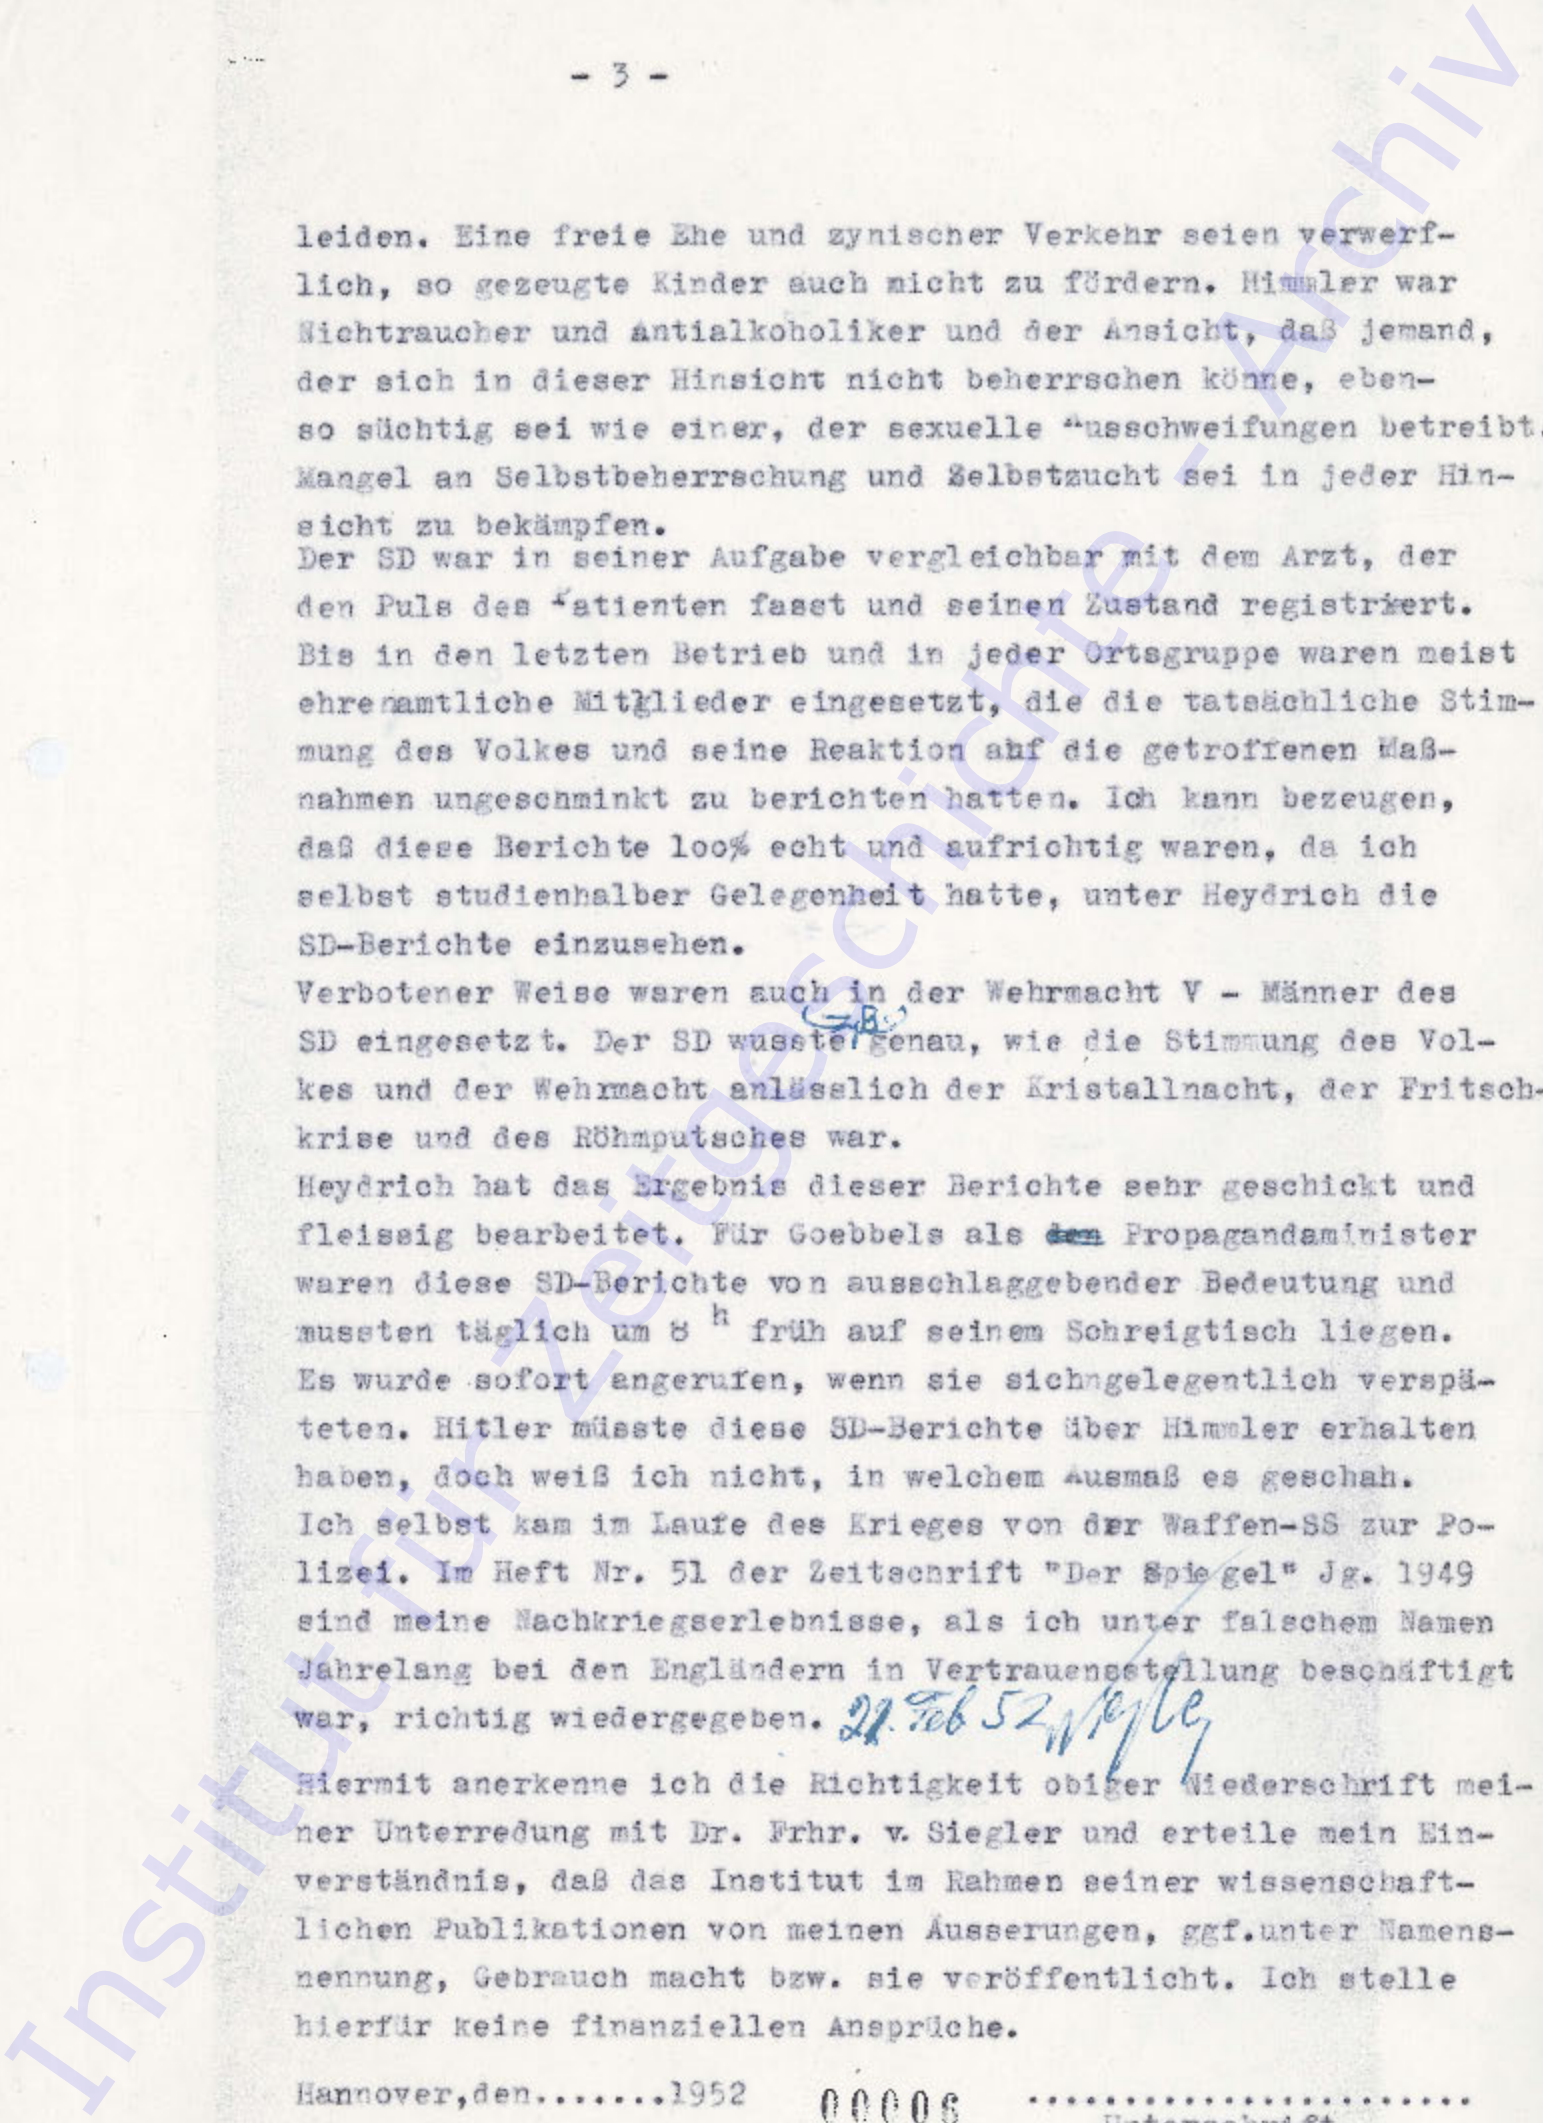 - 3 -
leiden. Eine freie Ehe und zynischer Verkehr seien verwerf-
lich, so gezeugte Kinder auch nicht zu fördern. Himmler war
Nichtraucher und Antialkoholiker und der Ansicht, daß jemand,
der sich in dieser Hinsicht nicht beherrschen könne, eben-
so süchtig sei wie einer, der sexuelle Ausschweifungen betreibt.
Mangel an Selbstbeherrschung und Selbstzucht sei in jeder Hin-
sicht zu bekämpfen.
Der SD war in seiner Aufgabe vergleichbar mit dem Arzt, der
den Puls des Patienten fasst und seinen Zustand registriert.
Bis in den letzten Betrieb und in jeder Ortsgruppe waren meist
ehrenamtliche Mitglieder eingesetzt, die die tatsächliche Stim-
mung des Volkes und seine Reaktion auf die getroffenen Maß-
nahmen ungeschminkt zu berichten hatten. Ich kann bezeugen,
daß diese Berichte loo% echt und aufrichtig waren, da ich
selbst studienhalber Gelegenheit hatte, unter Heydrich die
SD-Berichte einzusehen.
Verbotener Weise waren auch in der Wehrmacht V - Männer des
z.B.
SD eingesetzt. Der SD wusste genau, wie die Stimmung des Vol-
kes und der Wehrmacht anlässlich der Kristallnacht, der Fritsch-
krise und des Röhmputsches war.
Heydrich hat das Ergebnis dieser Berichte sehr geschickt und
fleissig bearbeitet. Für Goebbels als den Propagandaminister
waren diese SD-Berichte von ausschlaggebender Bedeutung und
mussten täglich um 8 h früh auf seinem Schreigtisch liegen.
Es wurde sofort angerufen, wenn sie sichngelegentlich verspä-
teten. Hitler müsste diese SD-Berichte über Himmler erhalten
haben, doch weiß ich nicht, in welchem Ausmaß es geschah.
Ich selbst kam im Laufe des Krieges von der Waffen-SS zur Po-
lizei. Im Heft Nr. 51 der Zeitschrift "Der Spiegel" Jg. 1949
sind meine Nachkriegserlebnisse, als ich unter falschem Namen
Jahrelang bei den Engländern in Vertrauensstellung beschäftigt
war, richtig wiedergegeben. 21. Feb 52
Hiermit anerkenne ich die Richtigkeit obiger Niederschrift mei-
ner Unterredung mit Dr. Frhr. v. Siegler und erteile mein Ein-
verständnis, daß das Institut im Rahmen seiner wissenschaft-
lichen Publikationen von meinen Äusserungen, ggf.unter Namens-
nennung, Gebrauch macht bzw. sie veröffentlicht. Ich stelle
hierfür keine finanziellen Ansprüche.
Hannover,den.......1952 00006 .......................
Unterschrift
Institut für Zeitgeschichte - Archiv